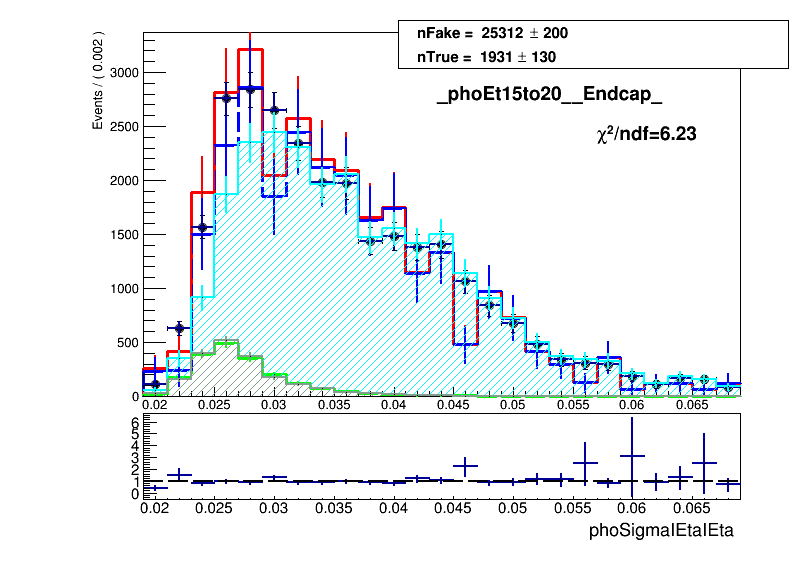 nFake = 25312 ± 200
nTrue = 1931 ± 130
_phoEt15to20__Endcap_
χ²/ndf=6.23
Events / ( 0.002 )
3000
2500
2000
1500
1000
500
0
0.02 0.025 0.03 0.035 0.04 0.045 0.05 0.055 0.06 0.065
6
5
4
3
2
1
0
0.02 0.025 0.03 0.035 0.04 0.045 0.05 0.055 0.06 0.065
phoSigmaIEtaIEta